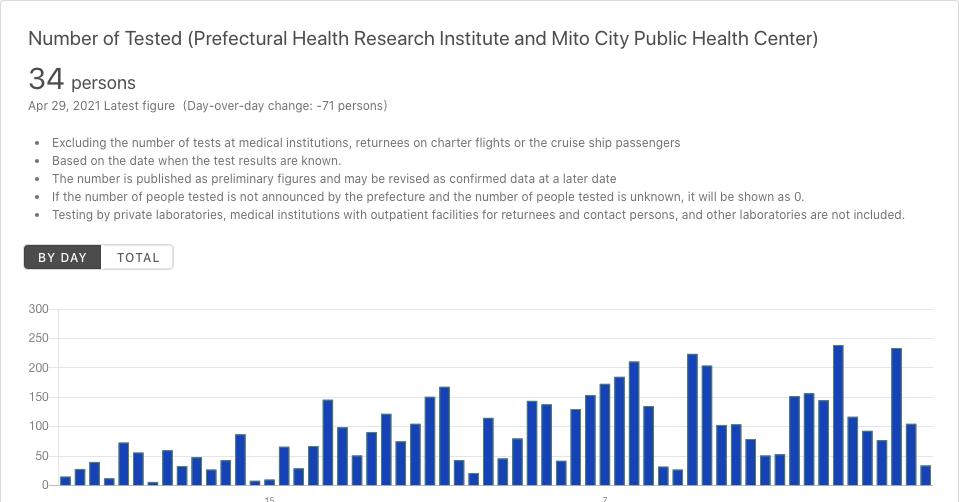 Number of Tested (Prefectural Health Research Institute and Mito City Public Health Center)
34 persons
Apr 29, 2021 Latest figure (Day-over-day change: -71 persons)
• Excluding the number of tests at medical institutions, returnees on charter flights or the cruise ship passengers
• Based on the date when the test results are known.
• The number is published as preliminary figures and may be revised as confirmed data at a later date
• If the number of people tested is not announced by the prefecture and the number of people tested is unknown, it will be shown as 0.
• Testing by private laboratories, medical institutions with outpatient facilities for returnees and contact persons, and other laboratories are not included.
BY DAY TOTAL
300
250
200
150
100
50
0
15 7